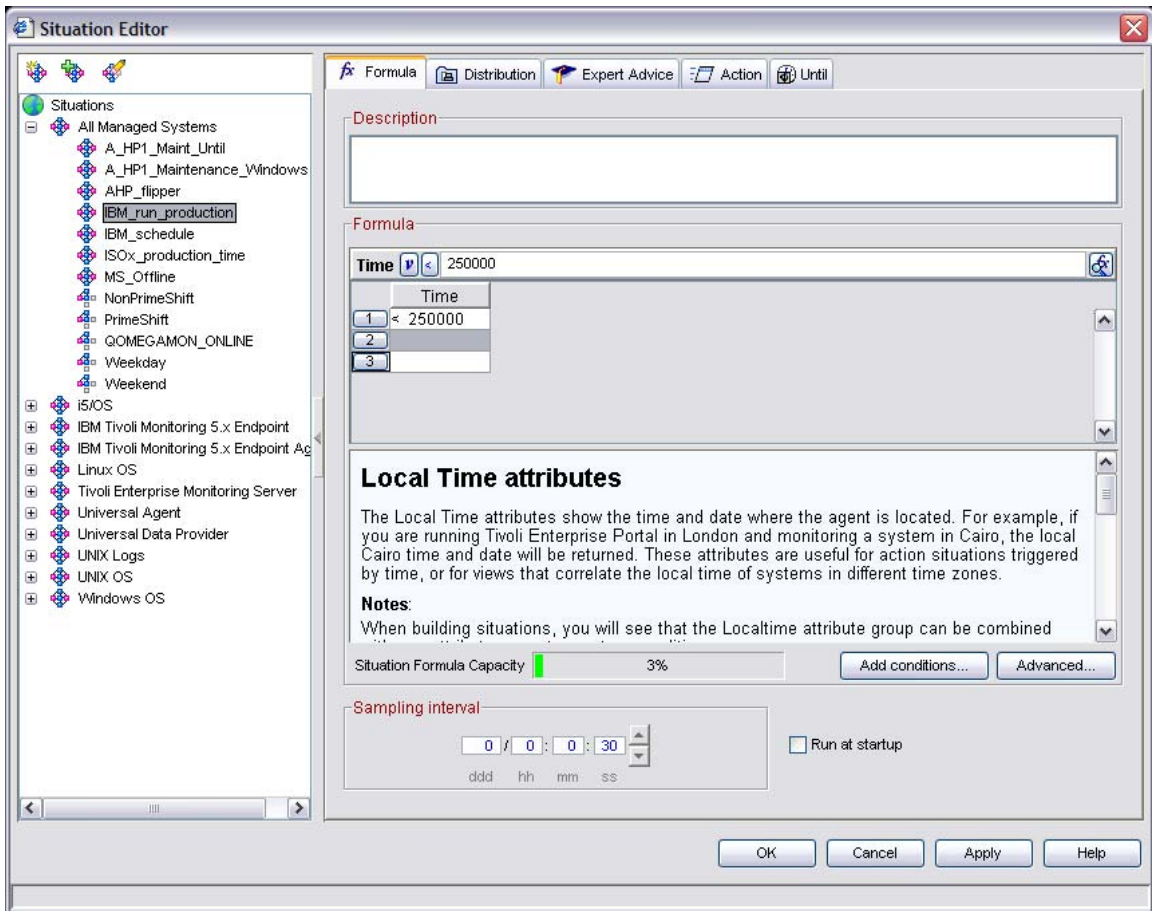 Situation Editor
Situations
All Managed Systems
A_HP1_Maint_Until
A_HP1_Maintenance_Windows
AHP_flipper
IBM_run_production
IBM_schedule
ISOx_production_time
MS_Offline
NonPrimeShift
PrimeShift
QOMEGAMON_ONLINE
Weekday
Weekend
i5/OS
IBM Tivoli Monitoring 5.x Endpoint
IBM Tivoli Monitoring 5.x Endpoint Ag
Linux OS
Tivoli Enterprise Monitoring Server
Universal Agent
Universal Data Provider
UNIX Logs
UNIX OS
Windows OS
fx Formula Distribution Expert Advice Action Until
Description
Formula
Time v < 250000
Time
1 < 250000
2
3
Local Time attributes
The Local Time attributes show the time and date where the agent is located. For example, if
you are running Tivoli Enterprise Portal in London and monitoring a system in Cairo, the local
Cairo time and date will be returned. These attributes are useful for action situations triggered
by time, or for views that correlate the local time of systems in different time zones.
Notes:
When building situations, you will see that the Localtime attribute group can be combined
Situation Formula Capacity 3% Add conditions... Advanced...
Sampling interval
0 / 0 : 0 : 30
ddd hh mm ss
Run at startup
OK Cancel Apply Help